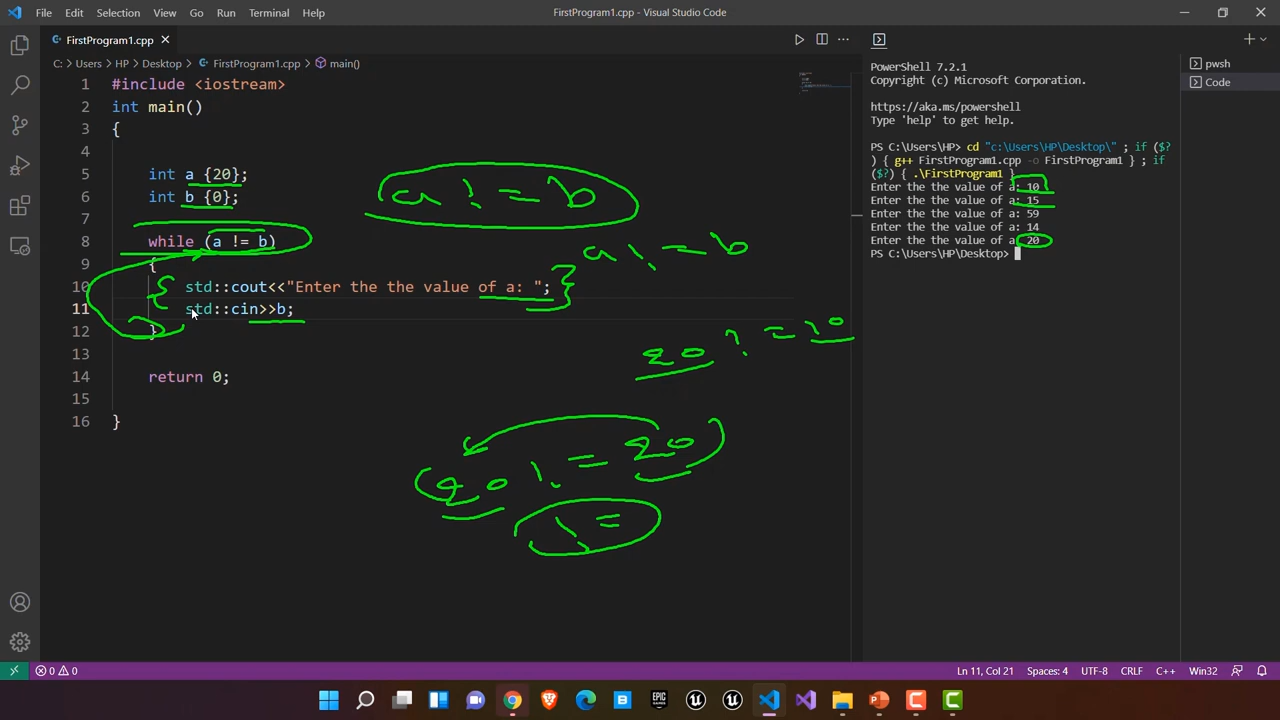 File Edit Selection View Go Run Terminal Help
FirstProgram1.cpp - Visual Studio Code
FirstProgram1.cpp
C: > Users > HP > Desktop > FirstProgram1.cpp > main()
1 #include <iostream>
2 int main()
3 {
4
5 int a {20};
6 int b {0};
7
8 while (a != b)
9 {
10 std::cout<<"Enter the the value of a: ";
11 std::cin>>b;
12 }
13
14 return 0;
15
16 }
a != b
a != b
20 != 10
20 != 20
! =
PowerShell 7.2.1
Copyright (c) Microsoft Corporation.
https://aka.ms/powershell
Type 'help' to get help.
PS C:\Users\HP> cd "c:\Users\HP\Desktop\" ; if ($?
) { g++ FirstProgram1.cpp -o FirstProgram1 } ; if
($?) { .\FirstProgram1 }
Enter the the value of a: 10
Enter the the value of a: 15
Enter the the value of a: 59
Enter the the value of a: 14
Enter the the value of a: 20
PS C:\Users\HP\Desktop>
pwsh
Code
0 0
Ln 11, Col 21 Spaces: 4 UTF-8 CRLF C++ Win32